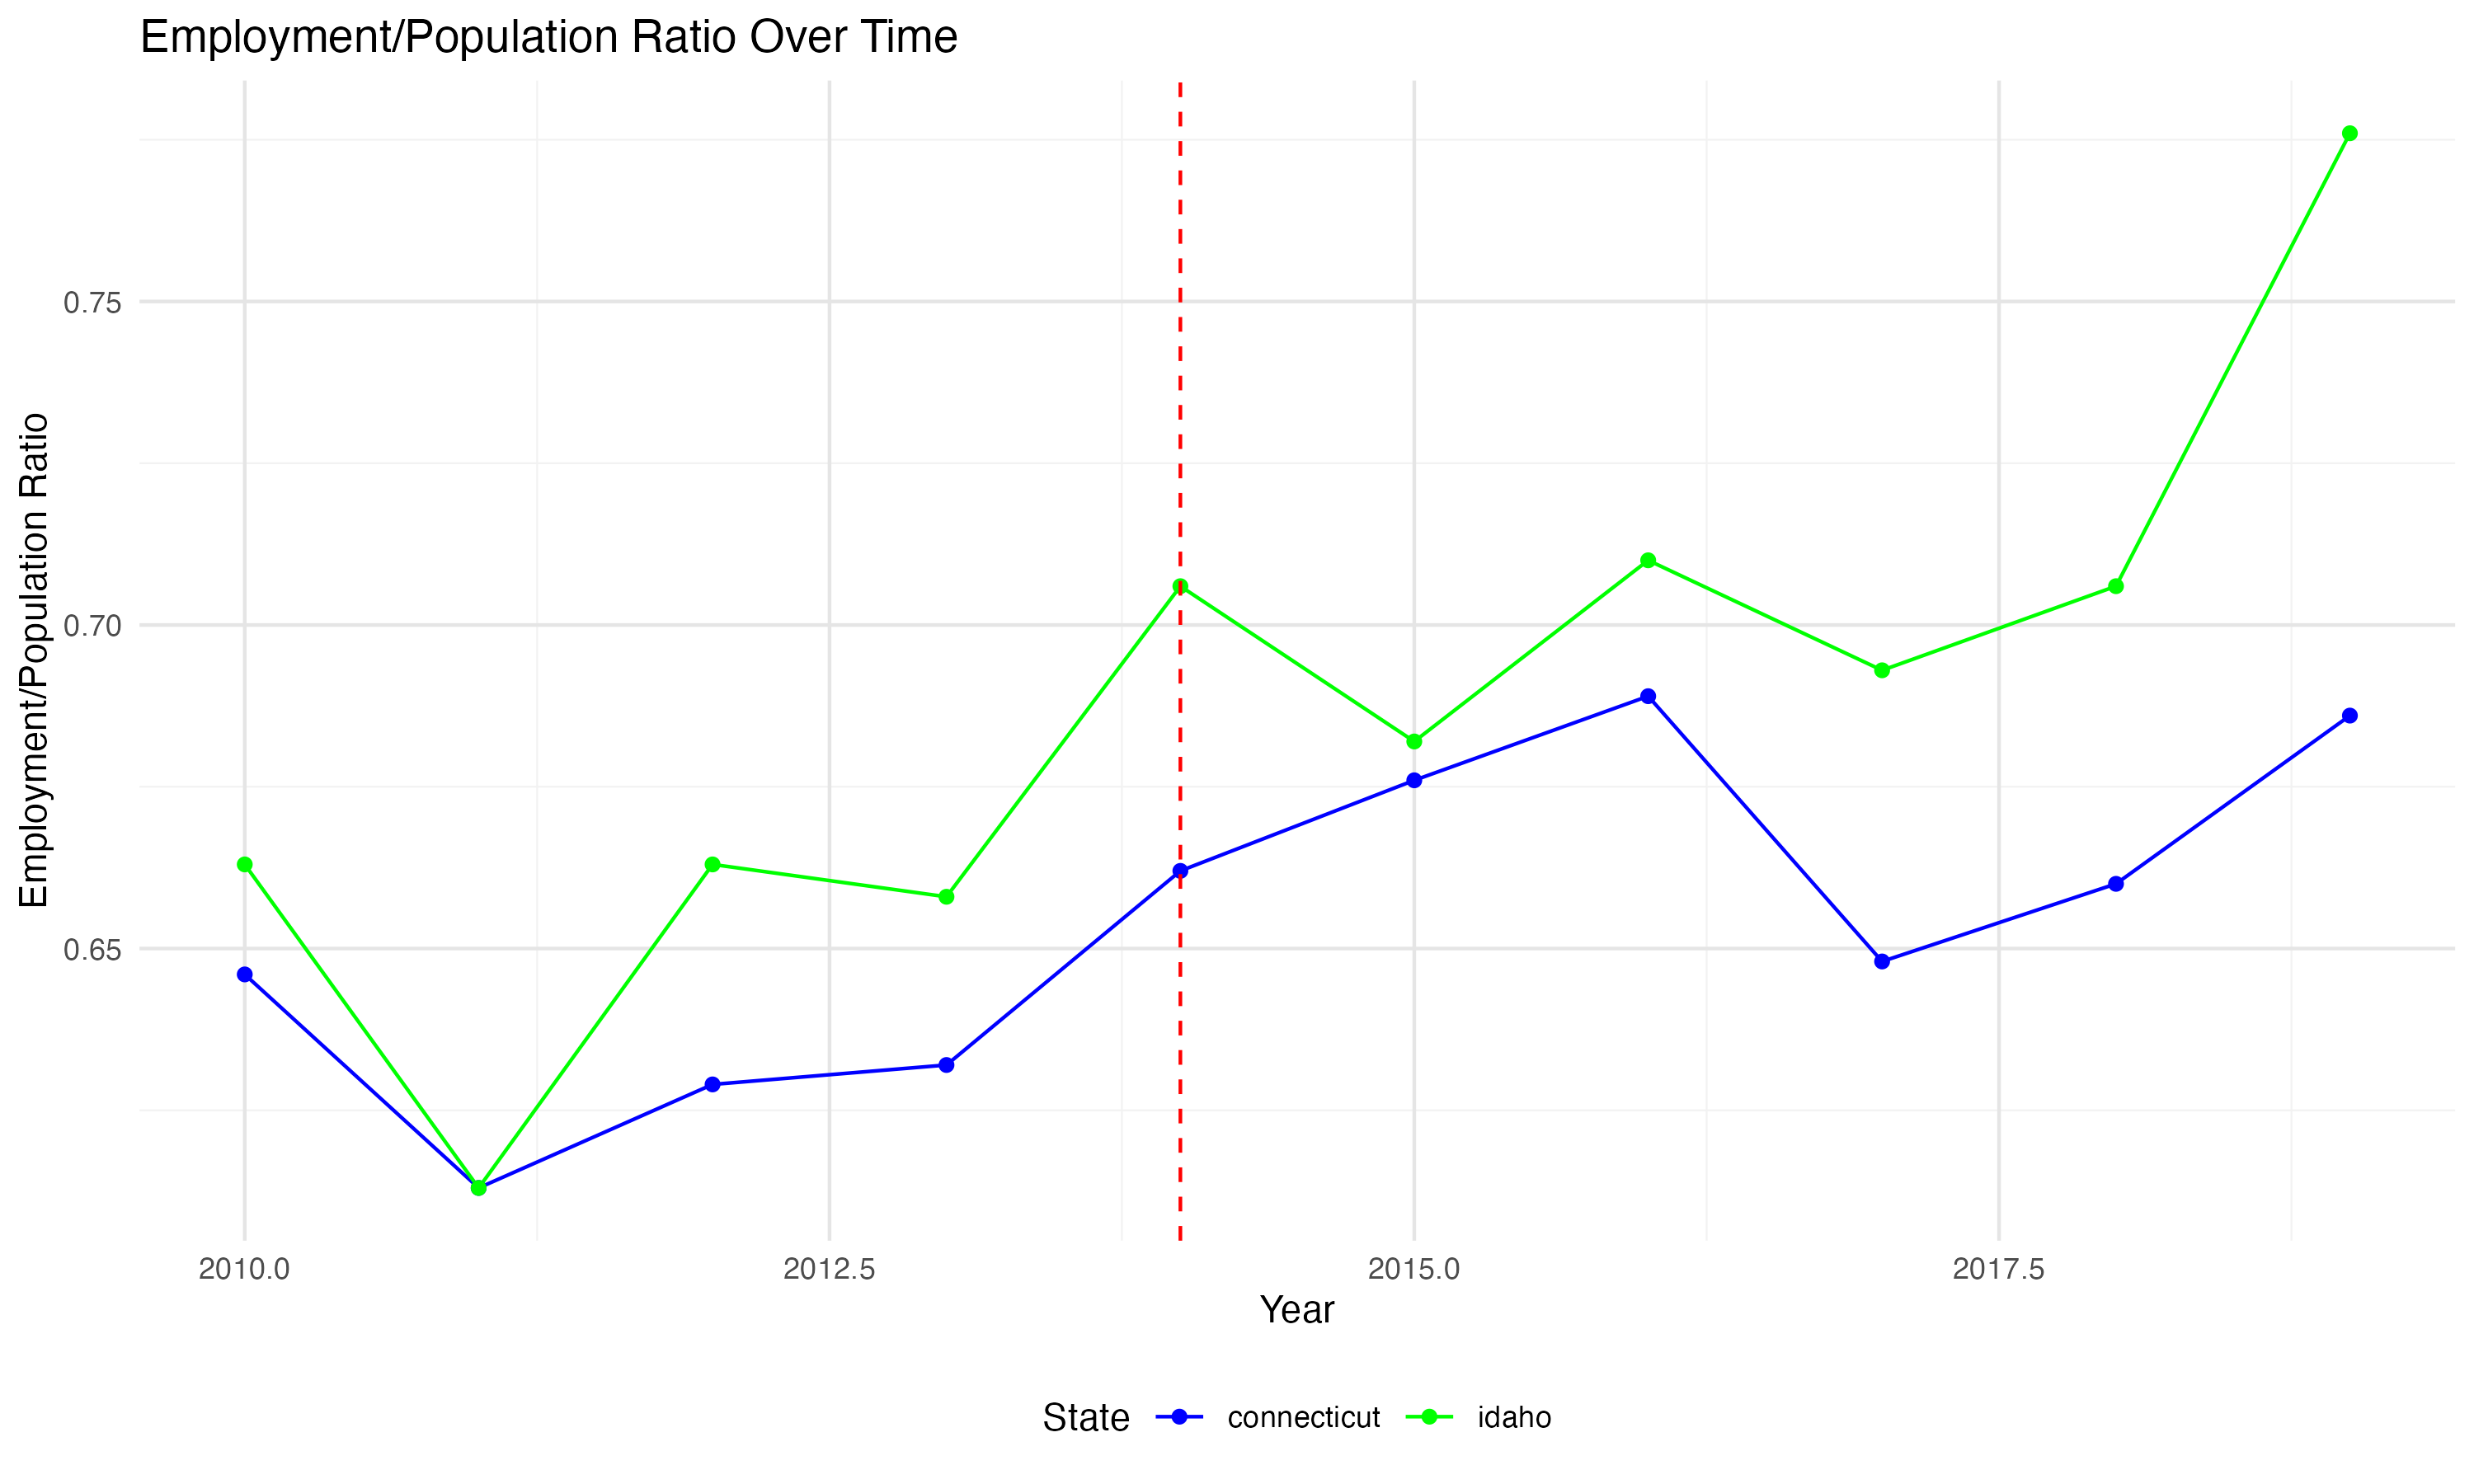 Employment/Population Ratio Over Time
Employment/Population Ratio
0.75
0.70
0.65
2010.0 2012.5 2015.0 2017.5
Year
State connecticut idaho